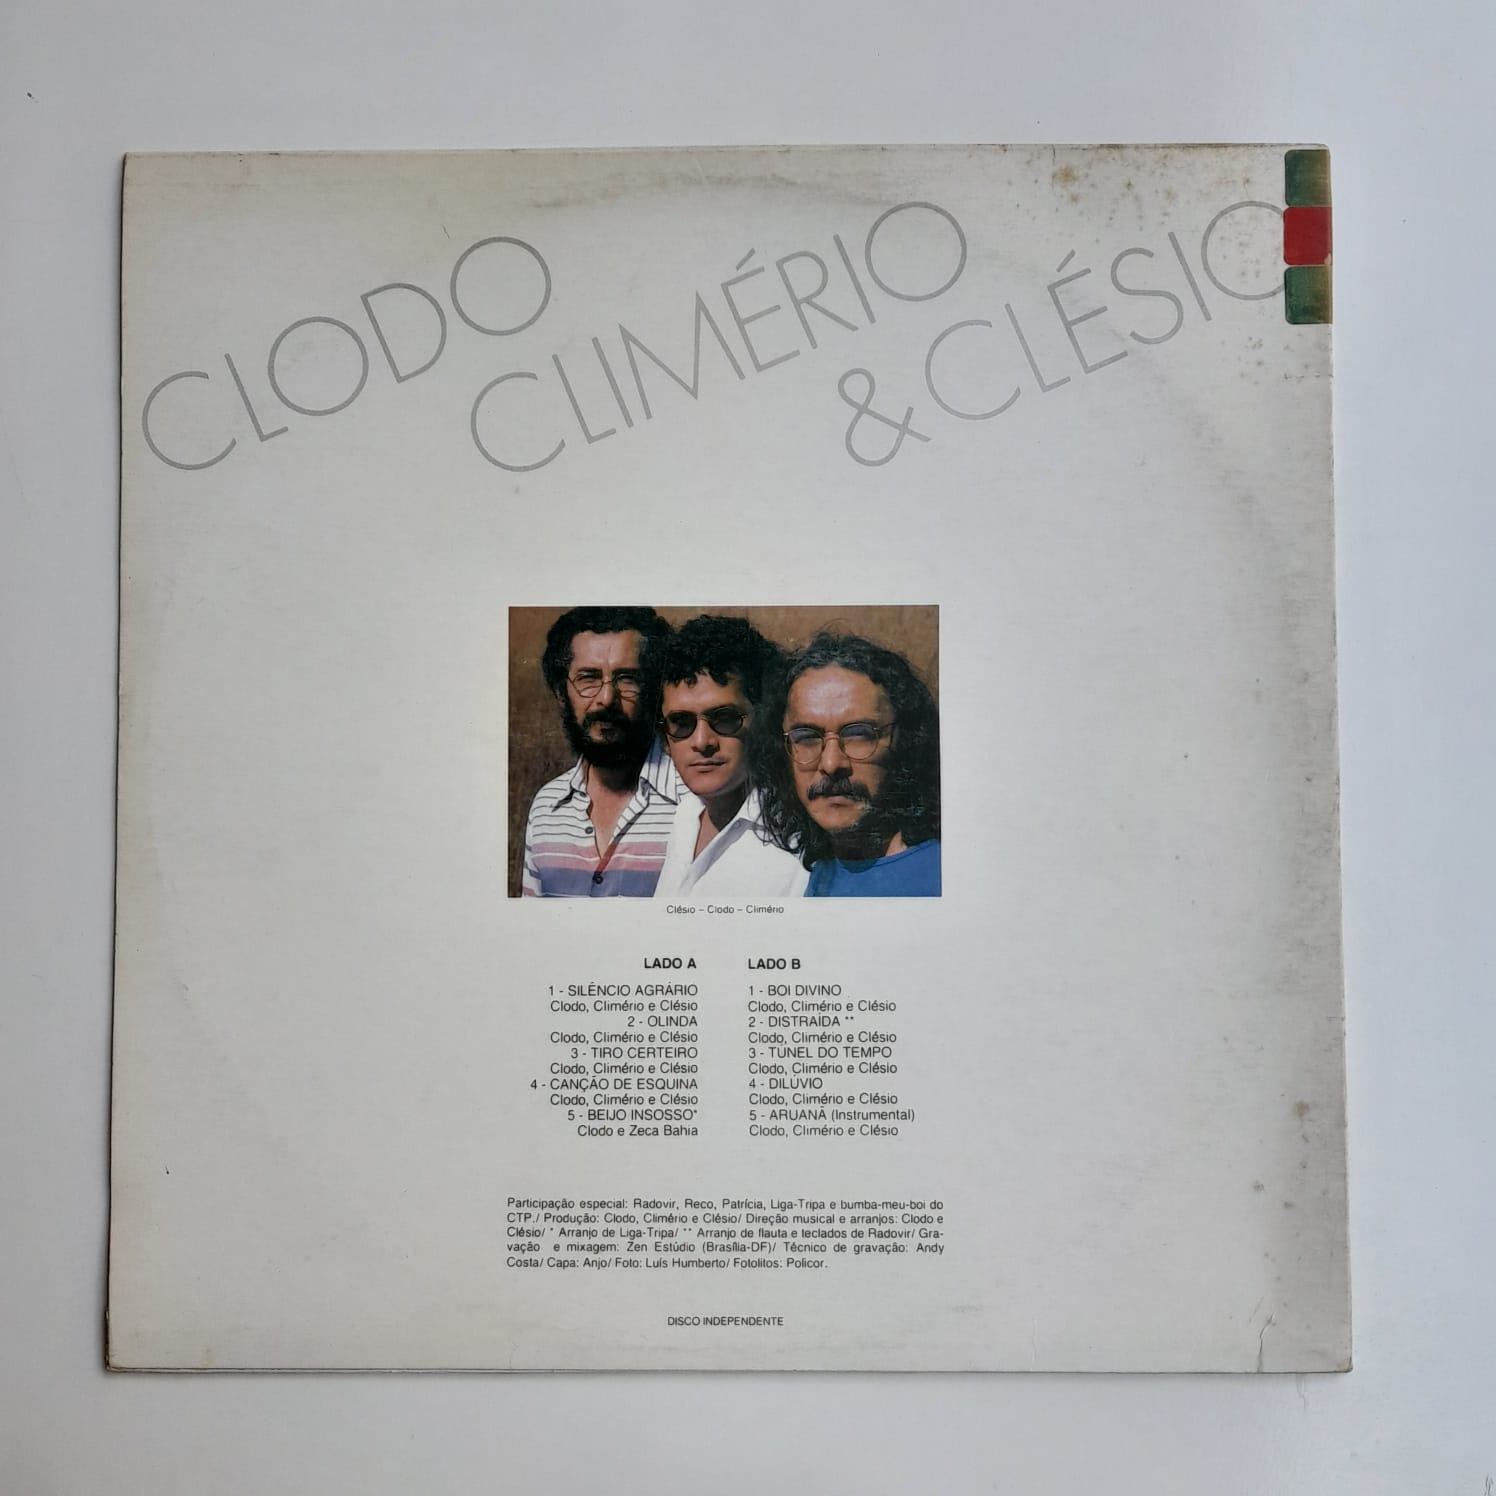 CLODO
CLIMÉRIO
& CLÉSIO
Clésio – Clodo – Climério
LADO A
1 - SILÊNCIO AGRÁRIO
Clodo, Climério e Clésio
2 - OLINDA
Clodo, Climério e Clésio
3 - TIRO CERTEIRO
Clodo, Climério e Clésio
4 - CANÇÃO DE ESQUINA
Clodo, Climério e Clésio
5 - BEIJO INSOSSO*
Clodo e Zeca Bahia
LADO B
1 - BOI DIVINO
Clodo, Climério e Clésio
2 - DISTRAÍDA **
Clodo, Climério e Clésio
3 - TÚNEL DO TEMPO
Clodo, Climério e Clésio
4 - DILÚVIO
Clodo, Climério e Clésio
5 - ARUANÃ (Instrumental)
Clodo, Climério e Clésio
Participação especial: Radovir, Reco, Patrícia, Liga-Tripa e bumba-meu-boi do
CTP./ Produção: Clodo, Climério e Clésio/ Direção musical e arranjos: Clodo e
Clésio/ * Arranjo de Liga-Tripa/ ** Arranjo de flauta e teclados de Radovir/ Gra-
vação e mixagem: Zen Estúdio (Brasília-DF)/ Técnico de gravação: Andy
Costa/ Capa: Anjo/ Foto: Luís Humberto/ Fotolitos: Policor.
DISCO INDEPENDENTE